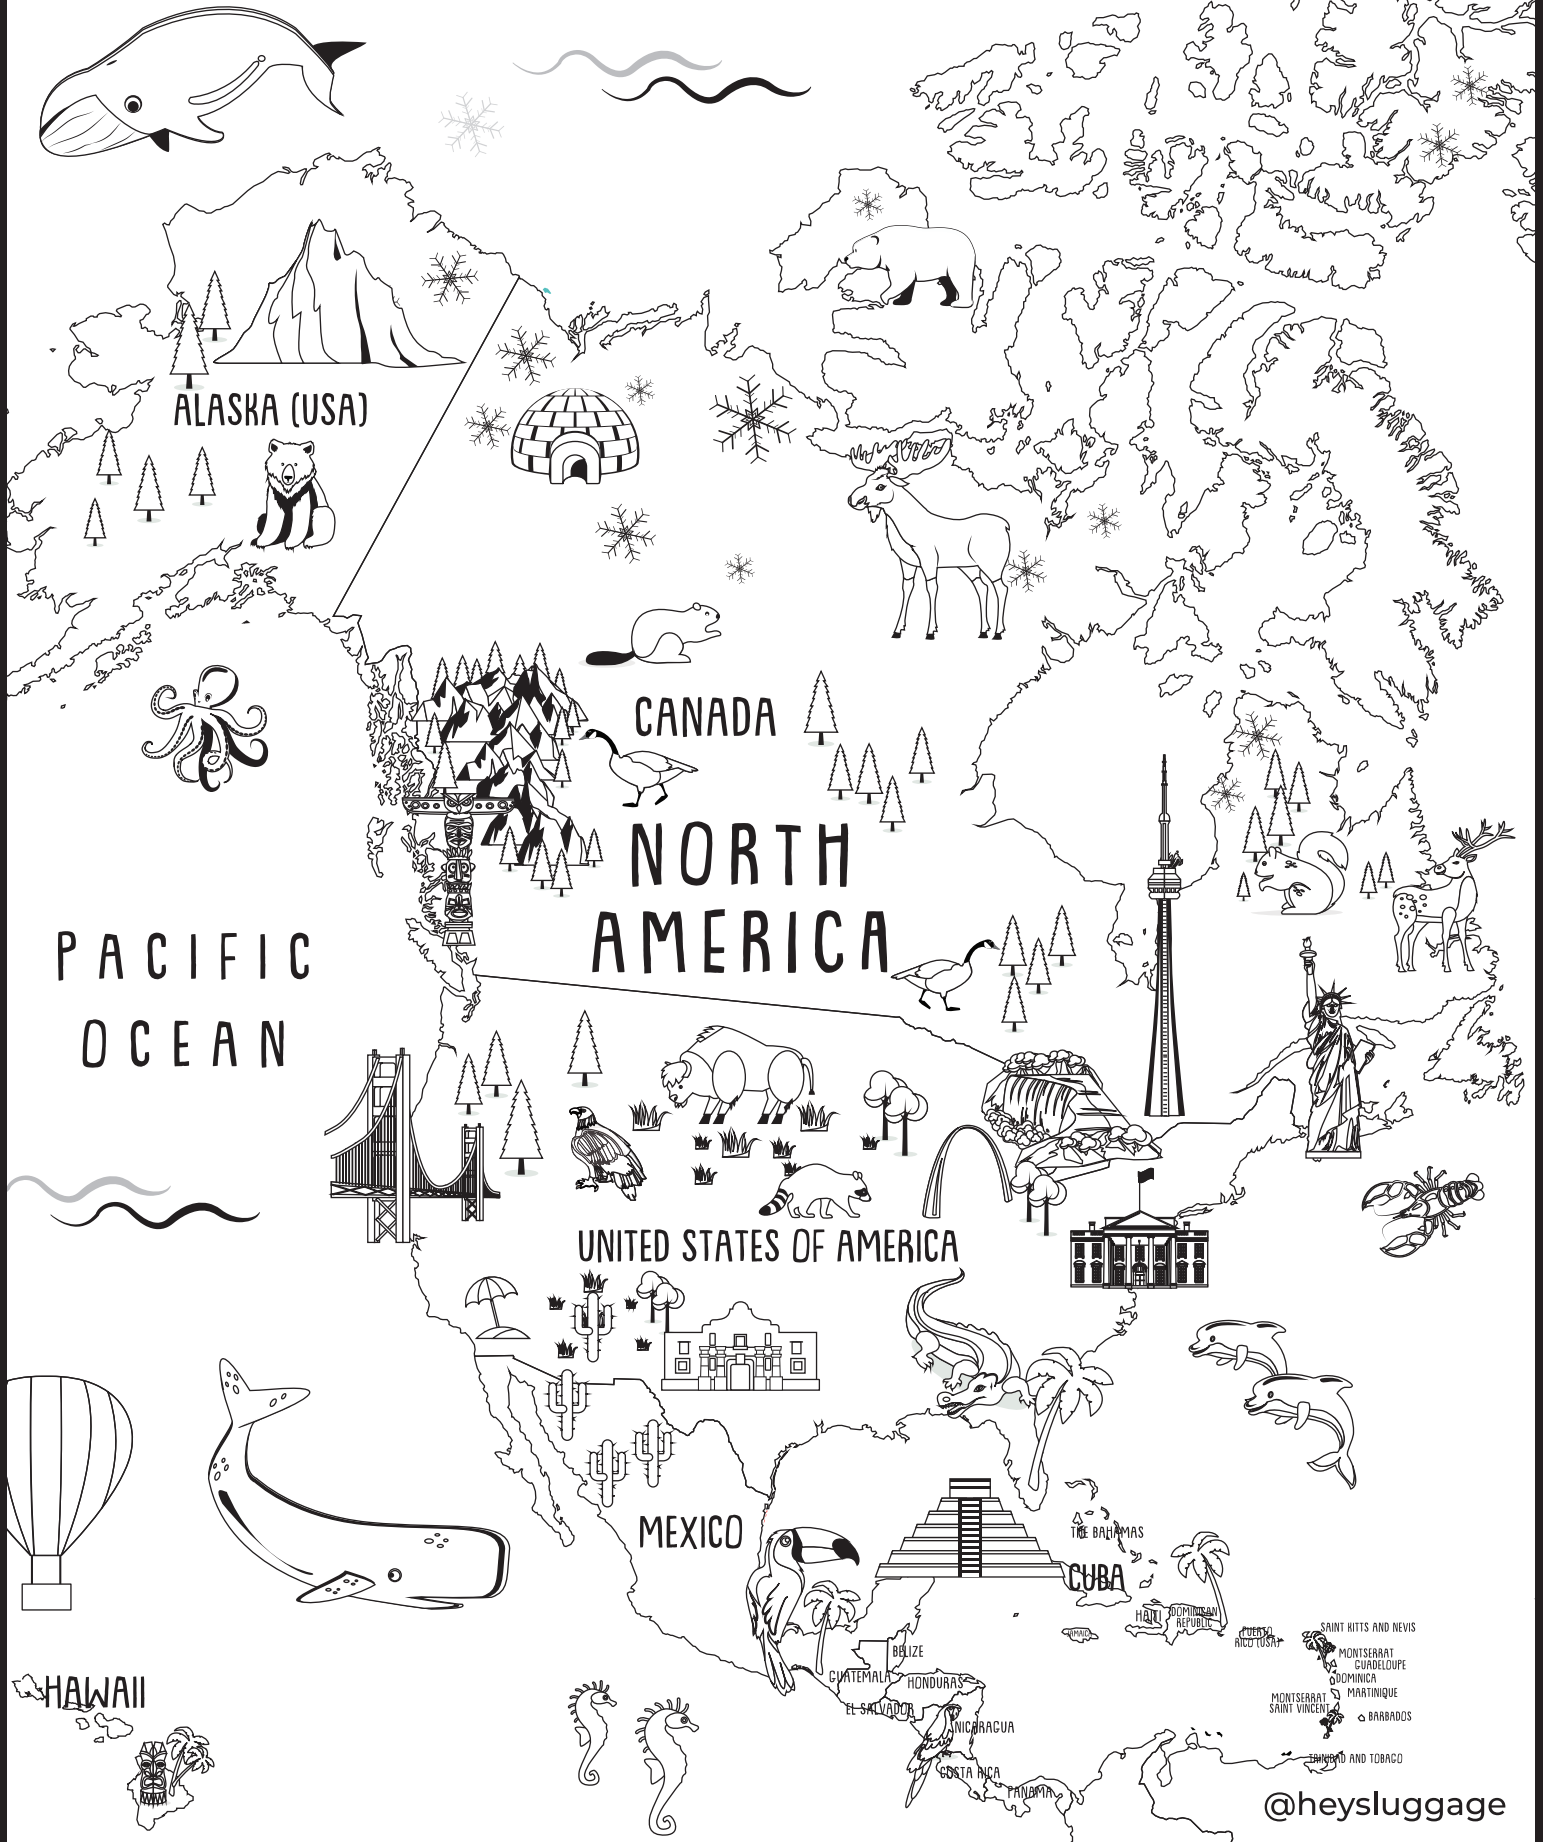 ALASKA (USA)
CANADA
NORTH
AMERICA
PACIFIC
OCEAN
UNITED STATES OF AMERICA
MEXICO
THE BAHAMAS
CUBA
HAITI
DOMINICAN
REPUBLIC
JAMAICA
PUERTO
RICO (USA)
SAINT KITTS AND NEVIS
MONTSERRAT
GUADELOUPE
DOMINICA
MARTINIQUE
MONTSERRAT
SAINT VINCENT
BARBADOS
TRINIDAD AND TOBAGO
BELIZE
GUATEMALA
HONDURAS
EL SALVADOR
NICARAGUA
COSTA RICA
PANAMA
HAWAII
@heysluggage